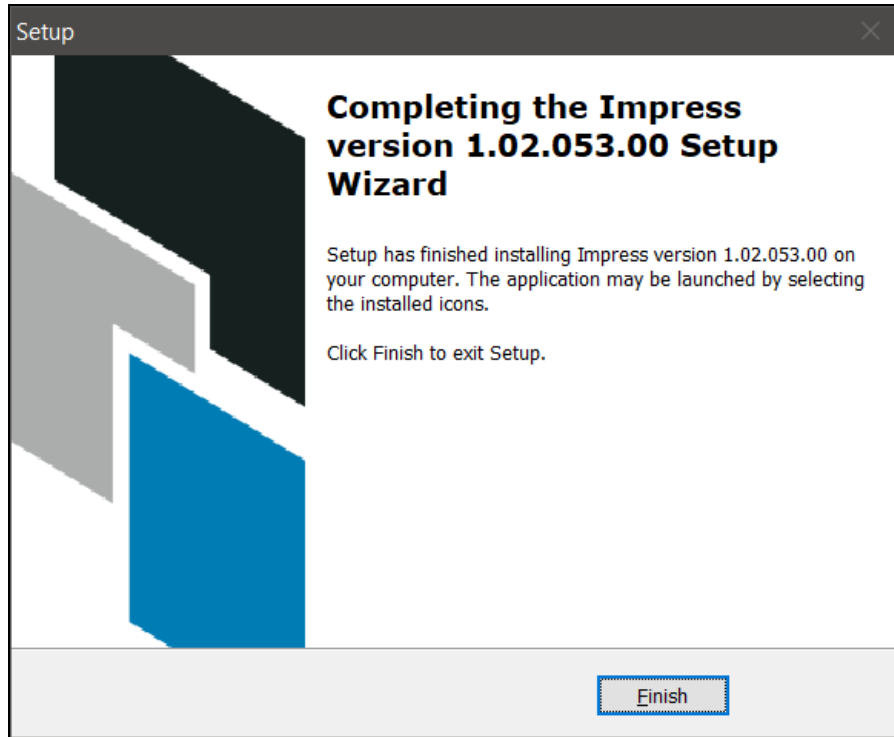 Setup
Completing the Impress
version 1.02.053.00 Setup
Wizard
Setup has finished installing Impress version 1.02.053.00 on
your computer. The application may be launched by selecting
the installed icons.
Click Finish to exit Setup.
Finish